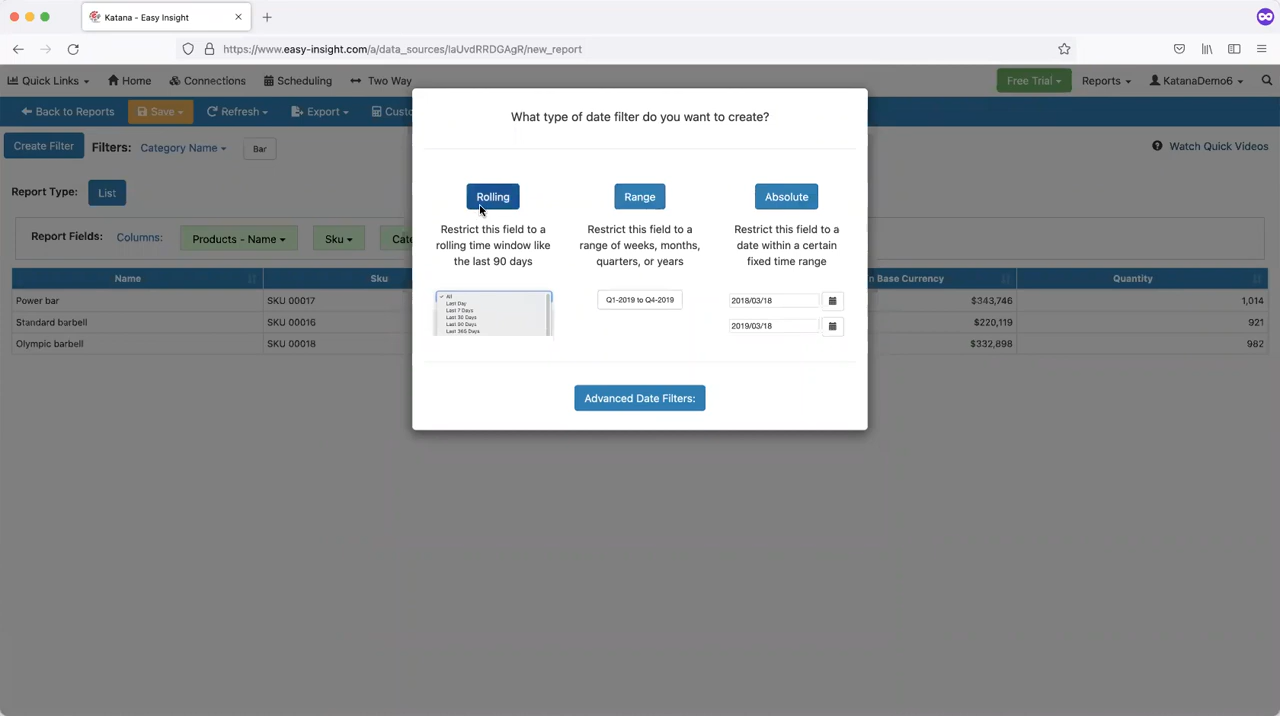 Katana - Easy Insight
https://www.easy-insight.com/a/data_sources/IaUvdRRDGAgR/new_report
Quick Links Home Connections Scheduling Two Way Free Trial Reports KatanaDemo6
Back to Reports Save Refresh Export Custo
Create Filter Filters: Category Name Bar Watch Quick Videos
Report Type: List
Report Fields: Columns: Products - Name Sku Cate
Name Sku n Base Currency Quantity
Power bar SKU 00017 $343,746 1,014
Standard barbell SKU 00016 $220,119 921
Olympic barbell SKU 00018 $332,898 982
What type of date filter do you want to create?
Rolling
Restrict this field to a
rolling time window like
the last 90 days
All
Last Day
Last 7 Days
Last 30 Days
Last 90 Days
Last 365 Days
Range
Restrict this field to a
range of weeks, months,
quarters, or years
Q1-2019 to Q4-2019
Absolute
Restrict this field to a
date within a certain
fixed time range
2018/03/18
2019/03/18
Advanced Date Filters: